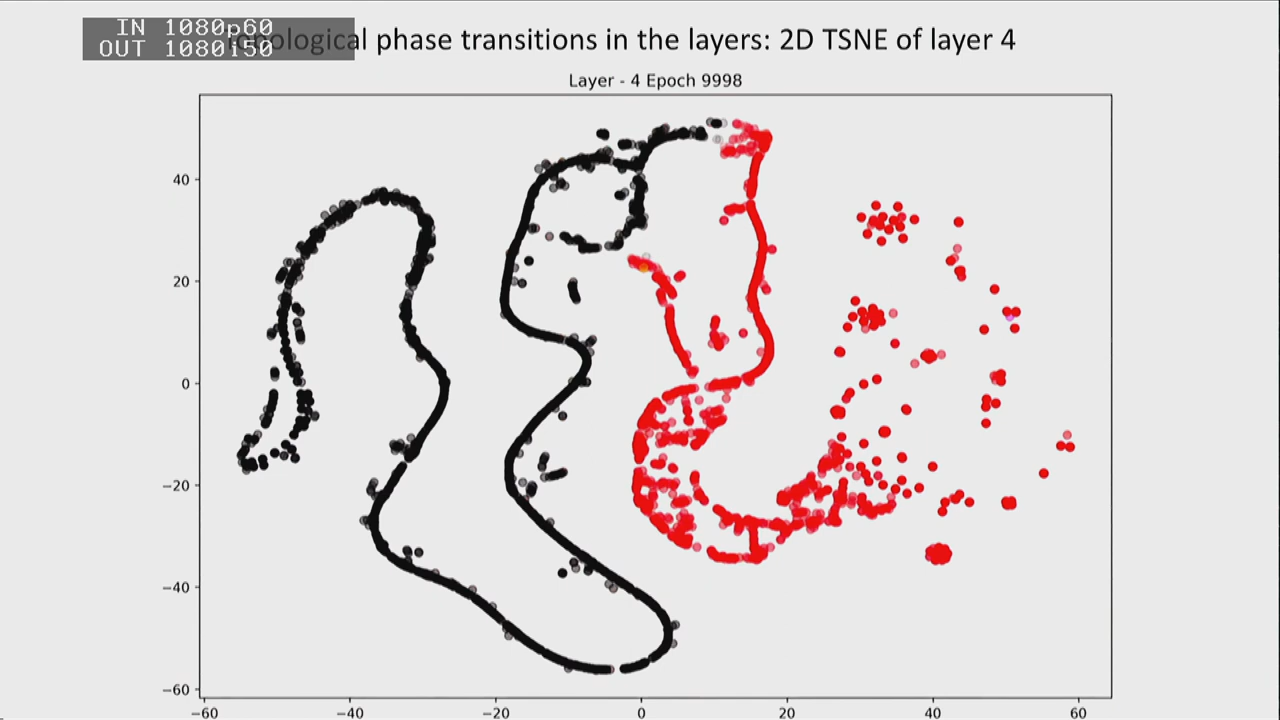 IN 1080p60
OUT 1080i50
Topological phase transitions in the layers: 2D TSNE of layer 4
Layer - 4 Epoch 9998
40
20
0
−20
−40
−60
−60 −40 −20 0 20 40 60